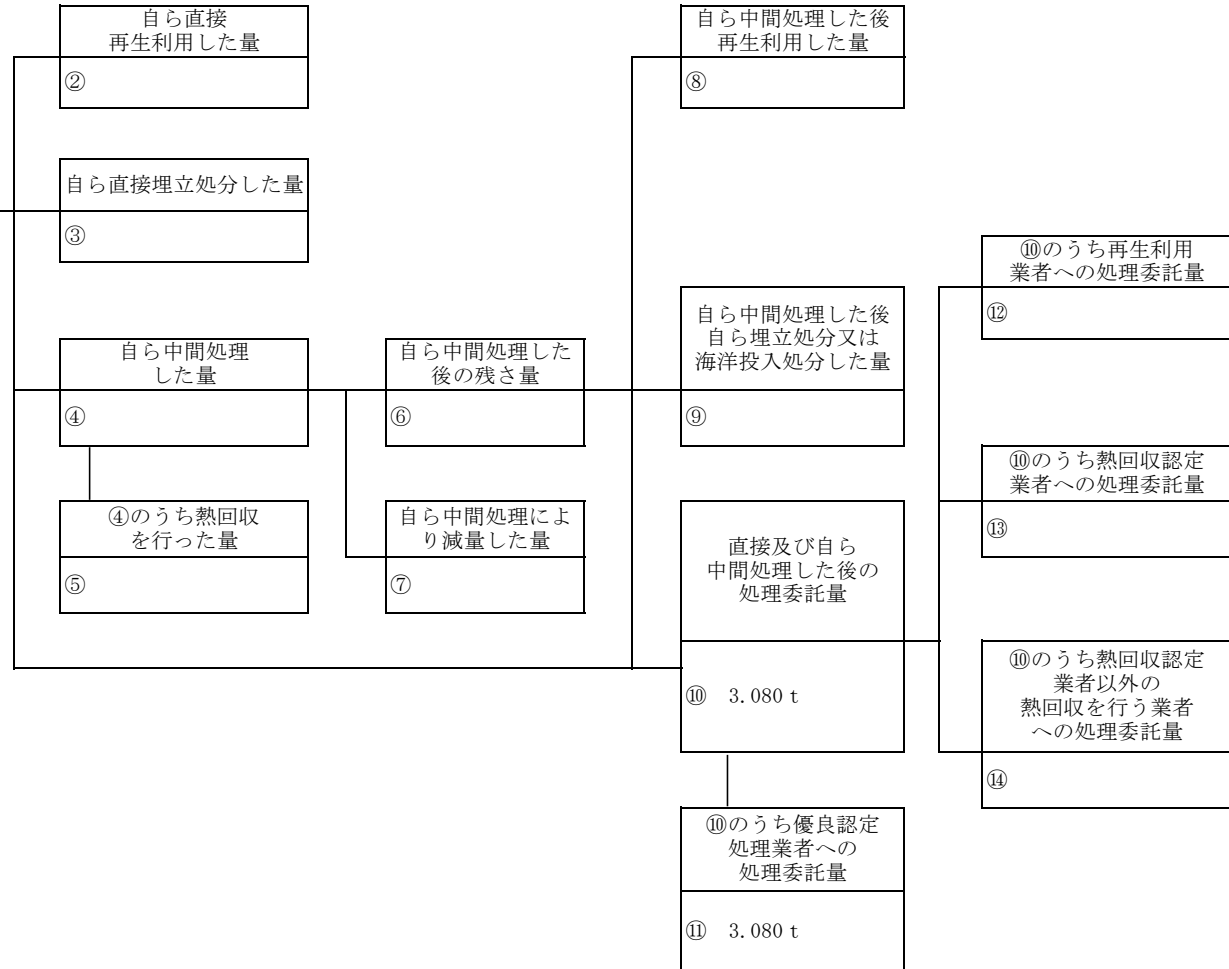 自ら直接
再生利用した量
②
自ら直接埋立処分した量
③
自ら中間処理
した量
④
④のうち熱回収
を行った量
⑤
自ら中間処理した
後の残さ量
⑥
自ら中間処理によ
り減量した量
⑦
自ら中間処理した後
再生利用した量
⑧
自ら中間処理した後
自ら埋立処分又は
海洋投入処分した量
⑨
直接及び自ら
中間処理した後の
処理委託量
⑩ 3.080 t
⑩のうち優良認定
処理業者への
処理委託量
⑪ 3.080 t
⑩のうち再生利用
業者への処理委託量
⑫
⑩のうち熱回収認定
業者への処理委託量
⑬
⑩のうち熱回収認定
業者以外の
熱回収を行う業者
への処理委託量
⑭